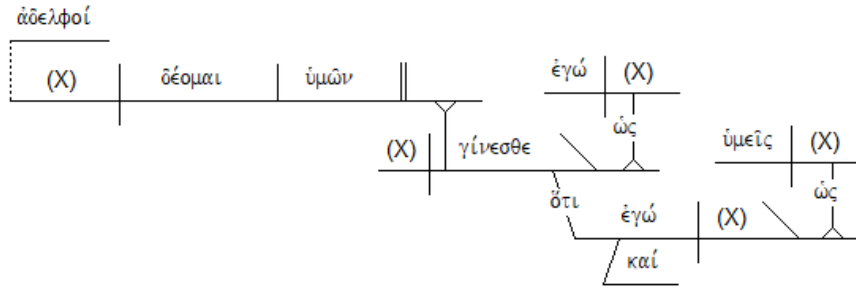 ἀδελφοί
(X) δέομαι ὑμῶν
ἐγώ (X)
ὡς
(X) γίνεσθε
ὑμεῖς (X)
ὡς
ὅτι
ἐγώ (X)
καί